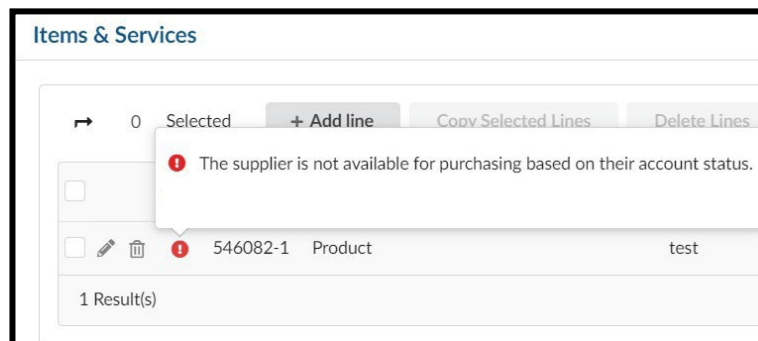 Items & Services
0 Selected + Add line Copy Selected Lines Delete Lines
The supplier is not available for purchasing based on their account status.
546082-1 Product test
1 Result(s)